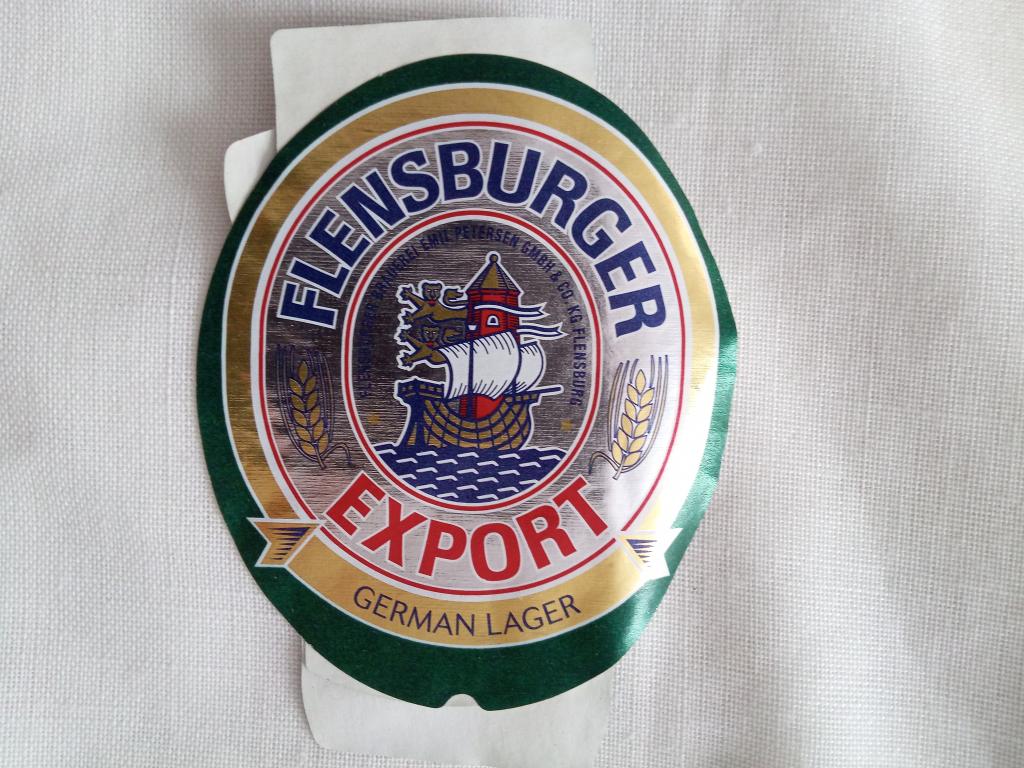 FLENSBURGER
FLENSBURGER BRAUEREI EMIL PETERSEN GMBH & CO. KG FLENSBURG
EXPORT
GERMAN LAGER